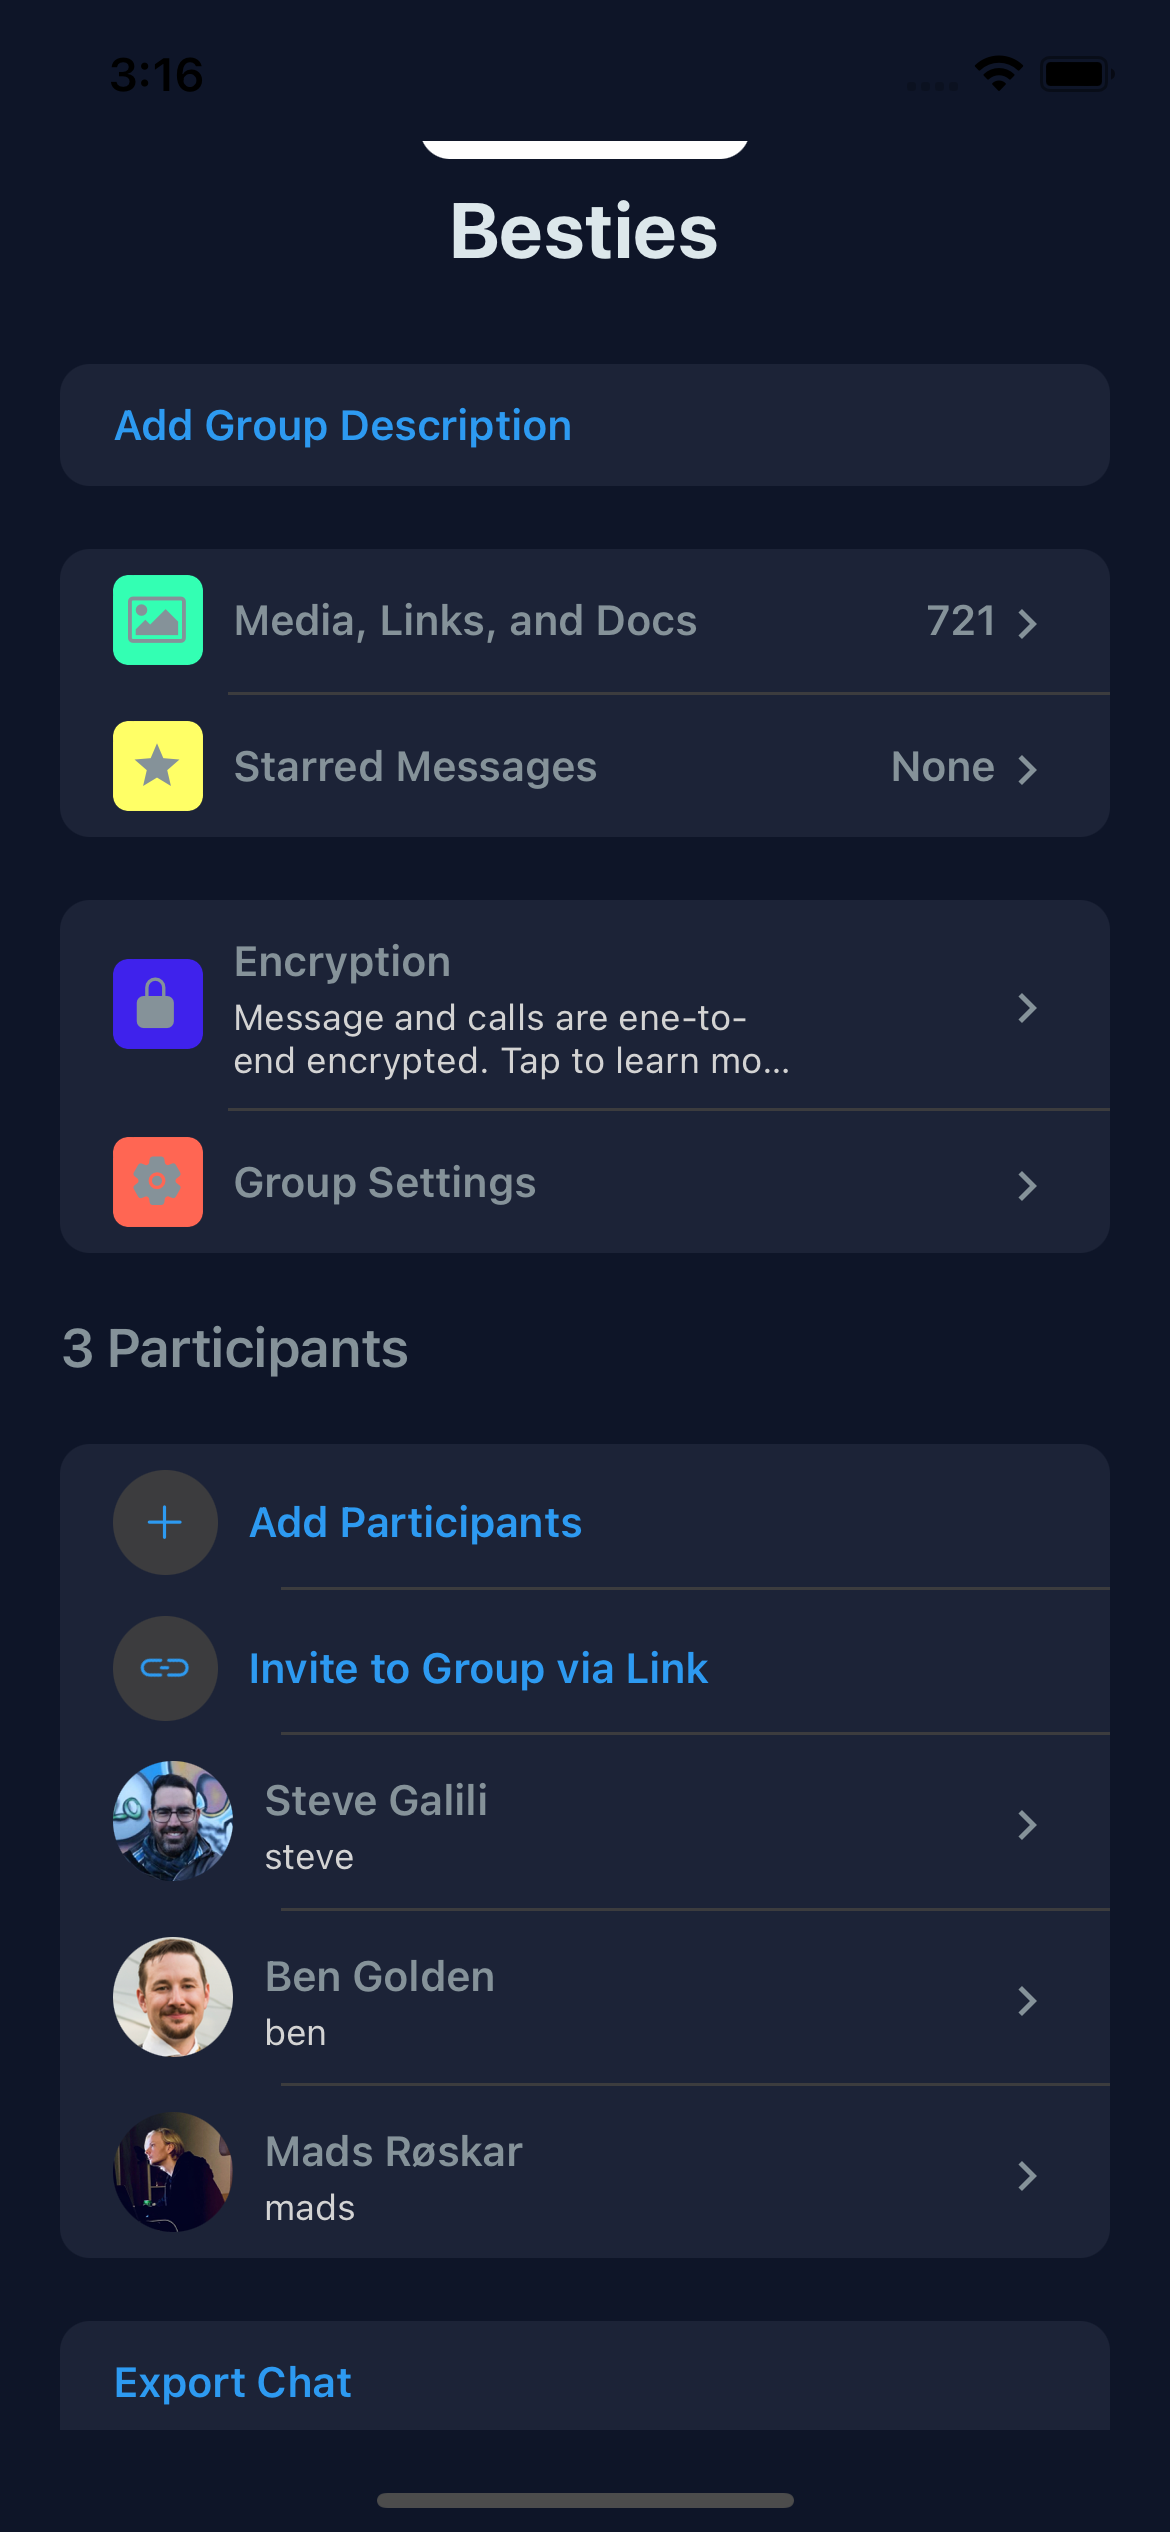 3:16
Besties
Add Group Description
Media, Links, and Docs 721
Starred Messages None
Encryption
Message and calls are ene-to-
end encrypted. Tap to learn mo...
Group Settings
3 Participants
Add Participants
Invite to Group via Link
Steve Galili
steve
Ben Golden
ben
Mads Røskar
mads
Export Chat